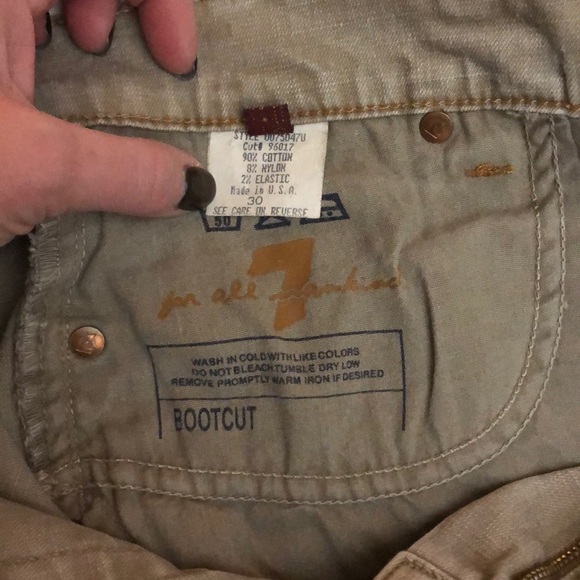 STYLE 
Cut# 96017
90% COTTON
8% NYLON
2% ELASTIC
Made in U.S.A.
30
SEE CARE ON REVERSE
50
7
for all mankind
WASH IN COLD WITH LIKE COLORS
DO NOT BLEACH TUMBLE DRY LOW
REMOVE PROMPTLY WARM IRON IF DESIRED
BOOTCUT